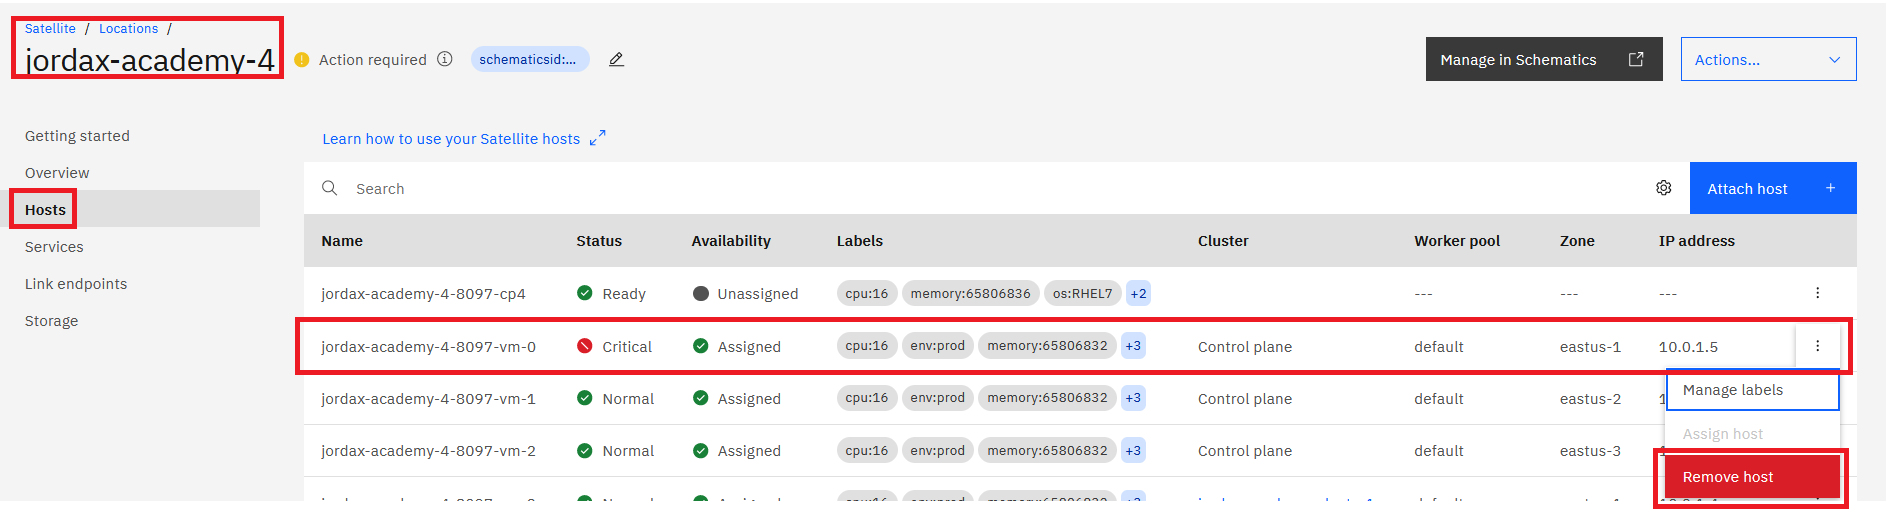 Satellite / Locations /
jordax-academy-4
Action required
schematicsid:...
Manage in Schematics
Actions...
Getting started
Overview
Hosts
Services
Link endpoints
Storage
Learn how to use your Satellite hosts
Search
Attach host +
Name Status Availability Labels Cluster Worker pool Zone IP address
jordax-academy-4-8097-cp4 Ready Unassigned cpu:16 memory:65806836 os:RHEL7 +2 --- --- ---
jordax-academy-4-8097-vm-0 Critical Assigned cpu:16 env:prod memory:65806832 +3 Control plane default eastus-1 10.0.1.5
jordax-academy-4-8097-vm-1 Normal Assigned cpu:16 env:prod memory:65806832 +3 Control plane default eastus-2
jordax-academy-4-8097-vm-2 Normal Assigned cpu:16 env:prod memory:65806832 +3 Control plane default eastus-3
Manage labels
Assign host
Remove host